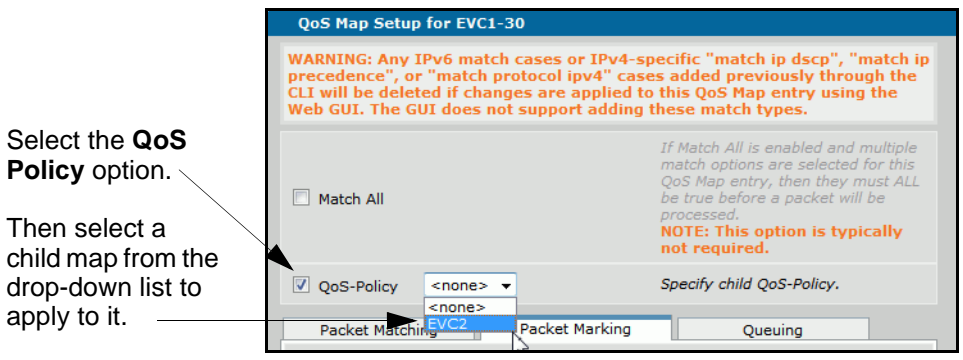 QoS Map Setup for EVC1-30
WARNING: Any IPv6 match cases or IPv4-specific "match ip dscp", "match ip
precedence", or "match protocol ipv4" cases added previously through the
CLI will be deleted if changes are applied to this QoS Map entry using the
Web GUI. The GUI does not support adding these match types.
Select the QoS
Policy option.
Then select a
child map from the
drop-down list to
apply to it.
Match All
If Match All is enabled and multiple
match options are selected for this
QoS Map entry, then they must ALL
be true before a packet will be
processed.
NOTE: This option is typically
not required.
QoS-Policy
<none>
Specify child QoS-Policy.
<none>
EVC2
Packet Matching
Packet Marking
Queuing